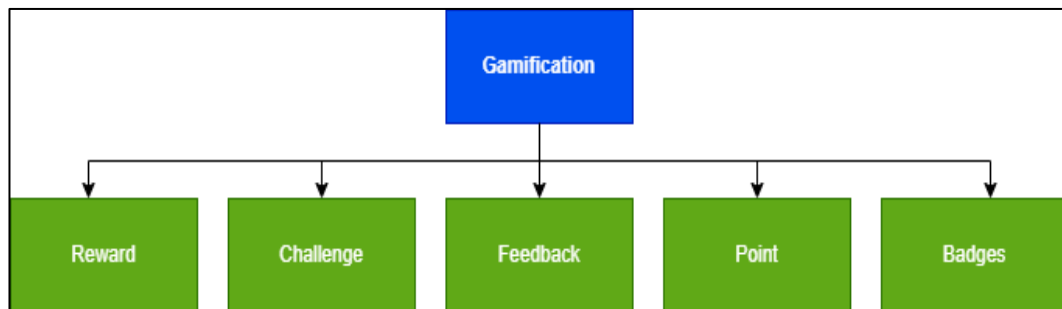 Gamification
Reward
Challenge
Feedback
Point
Badges